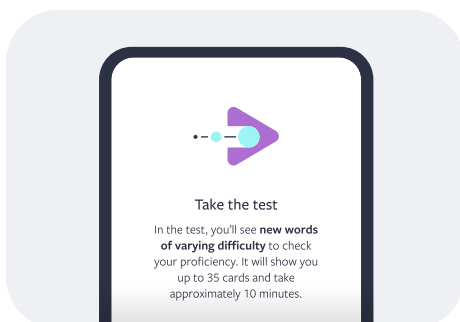 Take the test
In the test, you'll see new words
of varying difficulty to check
your proficiency. It will show you
up to 35 cards and take
approximately 10 minutes.